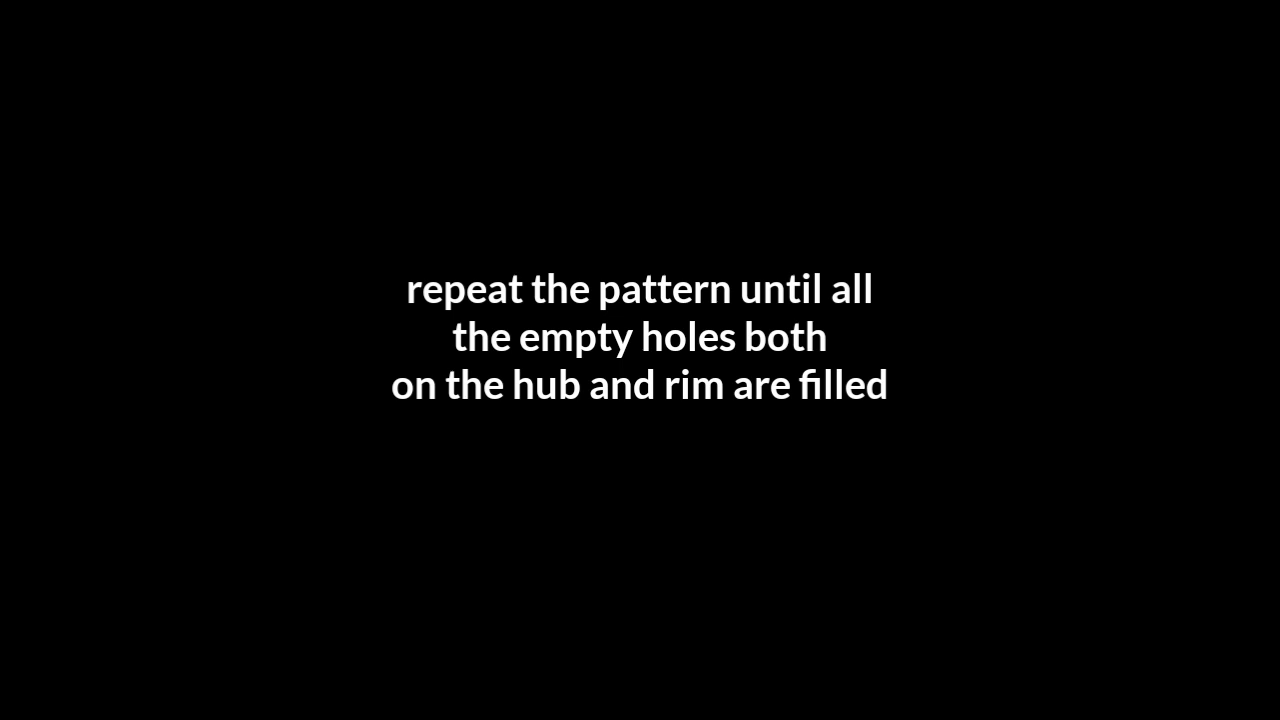 repeat the pattern until all
the empty holes both
on the hub and rim are filled